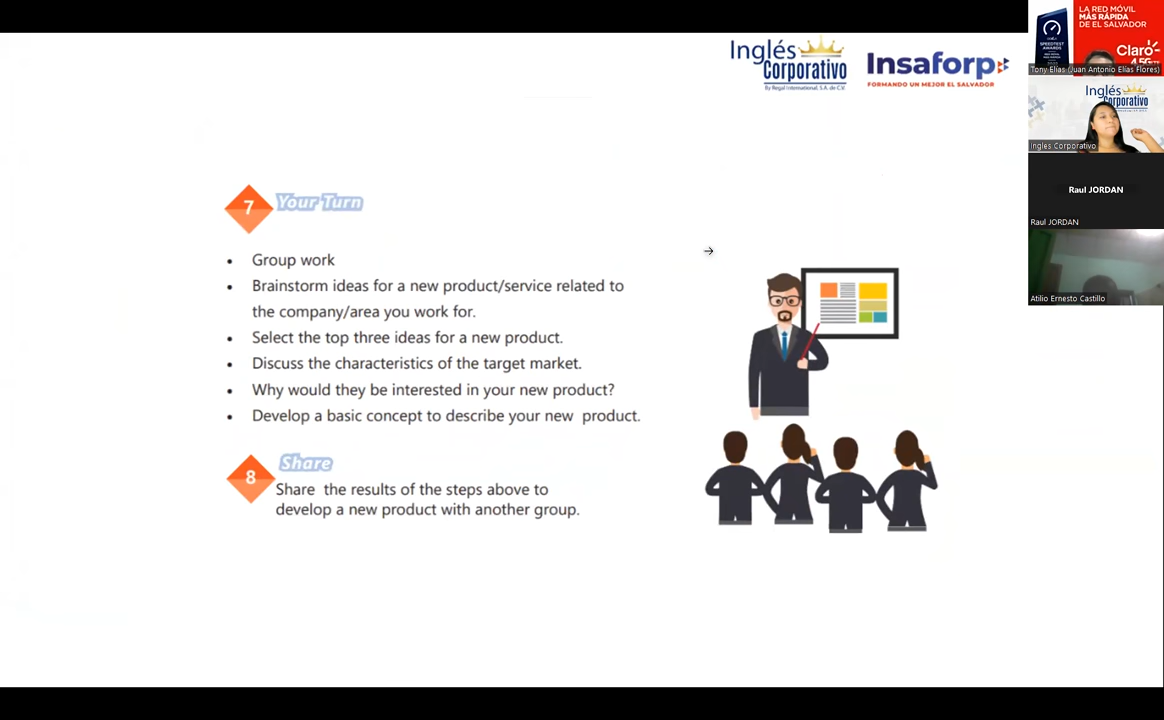 Inglés
Corporativo
By Regal International, S.A. de C.V.
Insaforp
FORMANDO UN MEJOR EL SALVADOR
7
Your Turn
• Group work
• Brainstorm ideas for a new product/service related to
the company/area you work for.
• Select the top three ideas for a new product.
• Discuss the characteristics of the target market.
• Why would they be interested in your new product?
• Develop a basic concept to describe your new product.
8
Share
Share the results of the steps above to
develop a new product with another group.
LA RED MÓVIL
MÁS RÁPIDA
DE EL SALVADOR
SPEEDTEST
AWARDS
Claro
Tony Elias (Juan Antonio Elias Flores)
Inglés
Corporativo
Ingles Corporativo
Raul JORDAN
Raul JORDAN
Atilio Ernesto Castillo